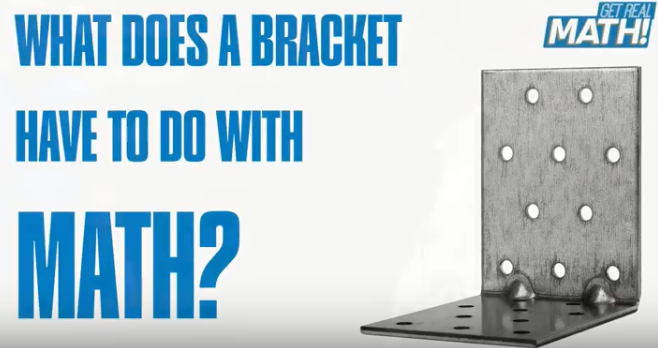 WHAT DOES A BRACKET
HAVE TO DO WITH
MATH?
GET REAL
MATH!